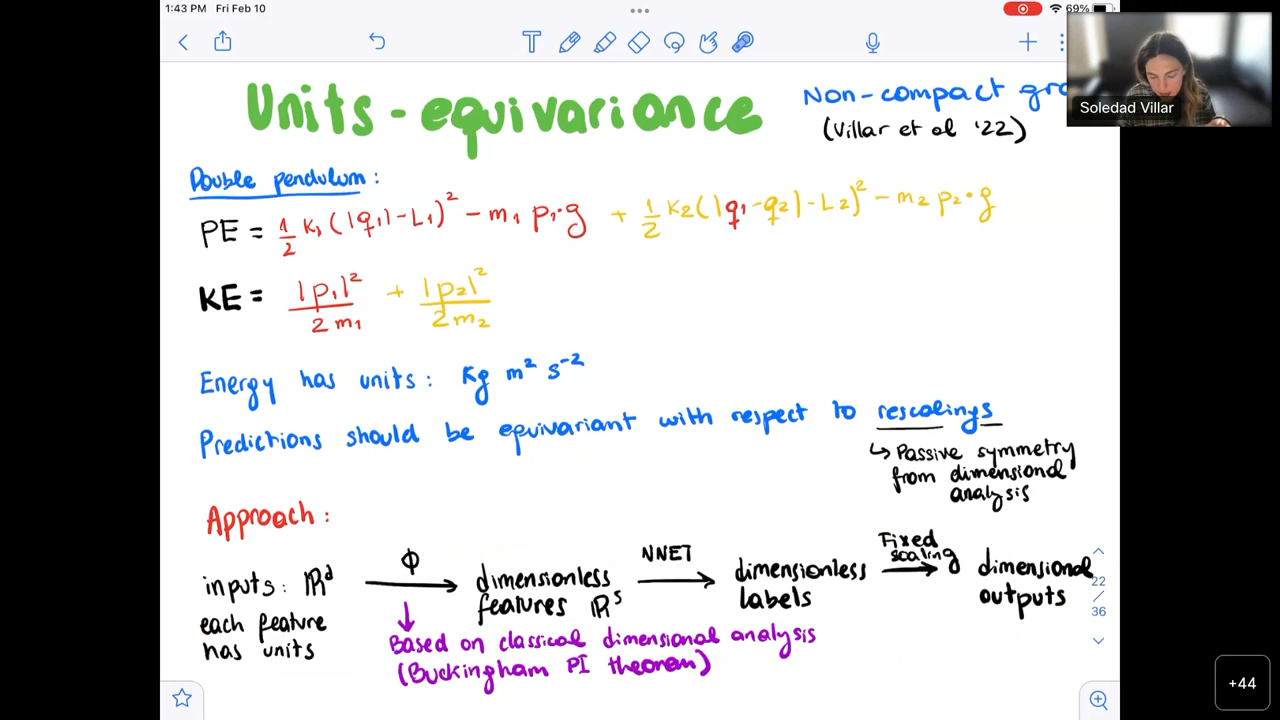 1:43 PM Fri Feb 10
69%
Units-equivariance
Non-compact gro
(Villar et al '22)
Soledad Villar
Double pendulum:
PE = 1/2 k₁(|q₁|-L₁)² - m₁ p₁·g + 1/2 k₂(|q₁-q₂|-L₂)² - m₂ p₂·g
KE = |p₁|²/2m₁ + |p₂|²/2m₂
Energy has units: Kg m² s⁻²
Predictions should be equivariant with respect to rescalings
↳ Passive symmetry
from dimensional
analysis
Approach:
inputs: ℝᵈ
each feature
has units
Φ
dimensionless
features ℝˢ
NNET
dimensionless
labels
Fixed
scaling
dimensional
outputs
Based on classical dimensional analysis
(Buckingham PI theorem)
22
/
36
+44